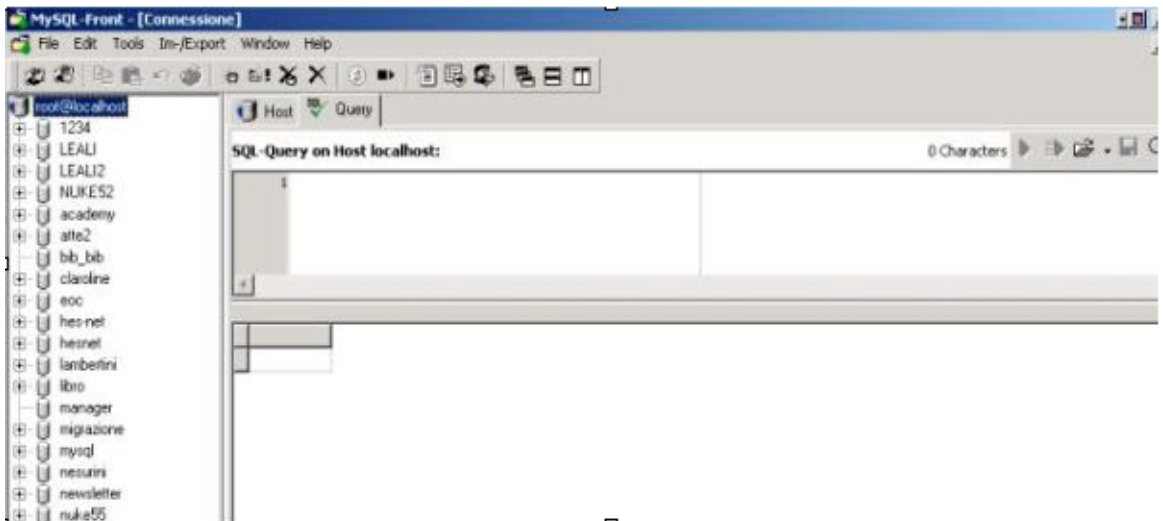 MySQL-Front - [Connessione]
File Edit Tools Im-/Export Window Help
root@localhost
Host Query
1234
LEALI
SQL-Query on Host localhost: 0 Characters
LEALI2
NUKE52
1
academy
atte2
bib_bib
claroline
eoc
hes-net
hesnet
lambertini
libro
manager
migrazione
mysql
nesurini
newsletter
nuke55